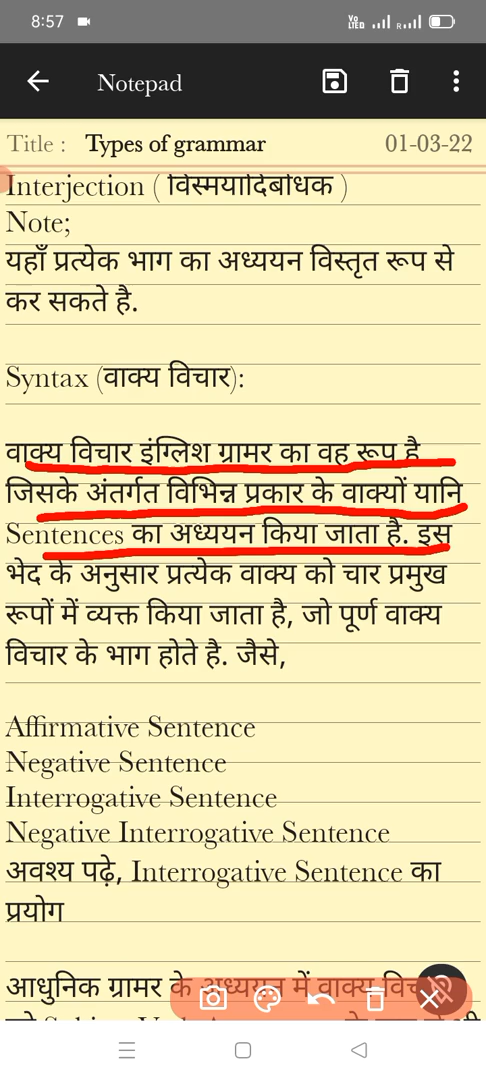 8:57
Vo LTED R
Notepad
Title : Types of grammar 01-03-22
Interjection ( विस्मयादिबोधक )
Note;
यहाँ प्रत्येक भाग का अध्ययन विस्तृत रूप से
कर सकते है.
Syntax (वाक्य विचार):
वाक्य विचार इंग्लिश ग्रामर का वह रूप है
जिसके अंतर्गत विभिन्न प्रकार के वाक्यों यानि
Sentences का अध्ययन किया जाता है. इस
भेद के अनुसार प्रत्येक वाक्य को चार प्रमुख
रूपों में व्यक्त किया जाता है, जो पूर्ण वाक्य
विचार के भाग होते है. जैसे,
Affirmative Sentence
Negative Sentence
Interrogative Sentence
Negative Interrogative Sentence
अवश्य पढ़े, Interrogative Sentence का
प्रयोग
आधुनिक ग्रामर के अध्ययन में वाक्य